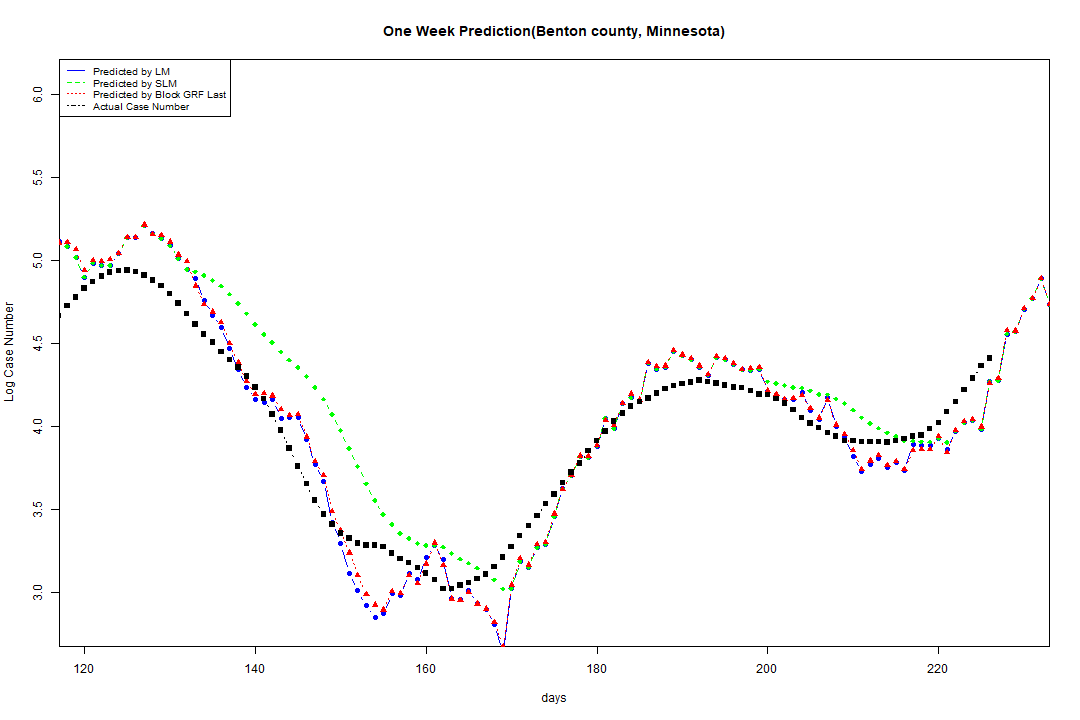 One Week Prediction(Benton county, Minnesota)
Predicted by LM
Predicted by SLM
Predicted by Block GRF Last
Actual Case Number
6.0
5.5
5.0
4.5
4.0
3.5
3.0
Log Case Number
120 140 160 180 200 220
days